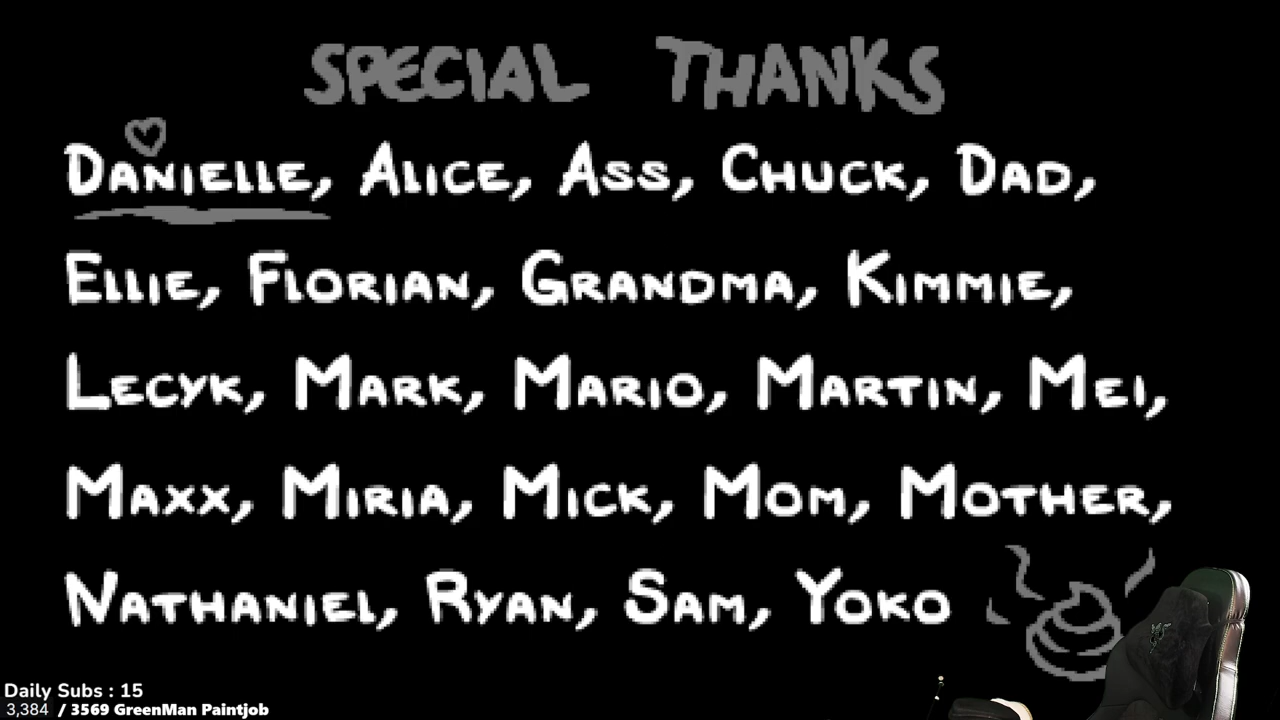 SPECIAL THANKS
DANIELLE, ALICE, ASS, CHUCK, DAD,
ELLIE, FLORIAN, GRANDMA, KIMMIE,
LECYK, MARK, MARIO, MARTIN, MEI,
MAXX, MIRIA, MICK, MOM, MOTHER,
NATHANIEL, RYAN, SAM, YOKO
Daily Subs : 15
3,384 / 3569 GreenMan Paintjob